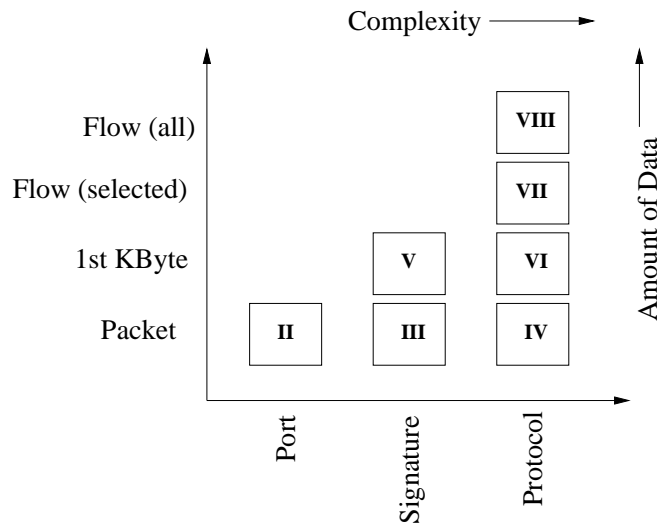 Complexity
Flow (all)
VIII
Flow (selected)
VII
1st KByte
V
VI
Packet
II
III
IV
Amount of Data
Port
Signature
Protocol